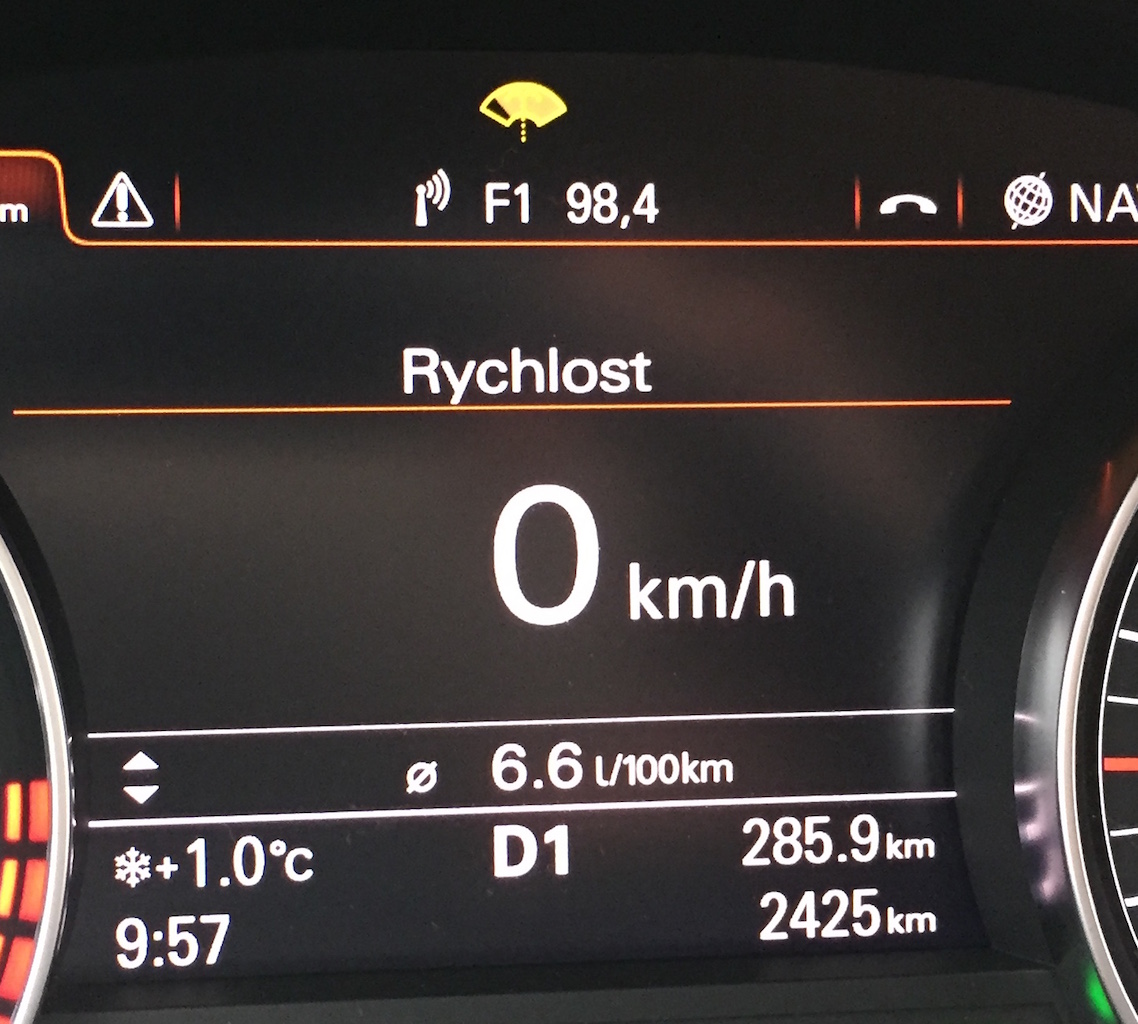 m F1 98,4 NA
Rychlost
0 km/h
ø 6.6 l/100km
+1.0°C D1 285.9 km
9:57 2425 km